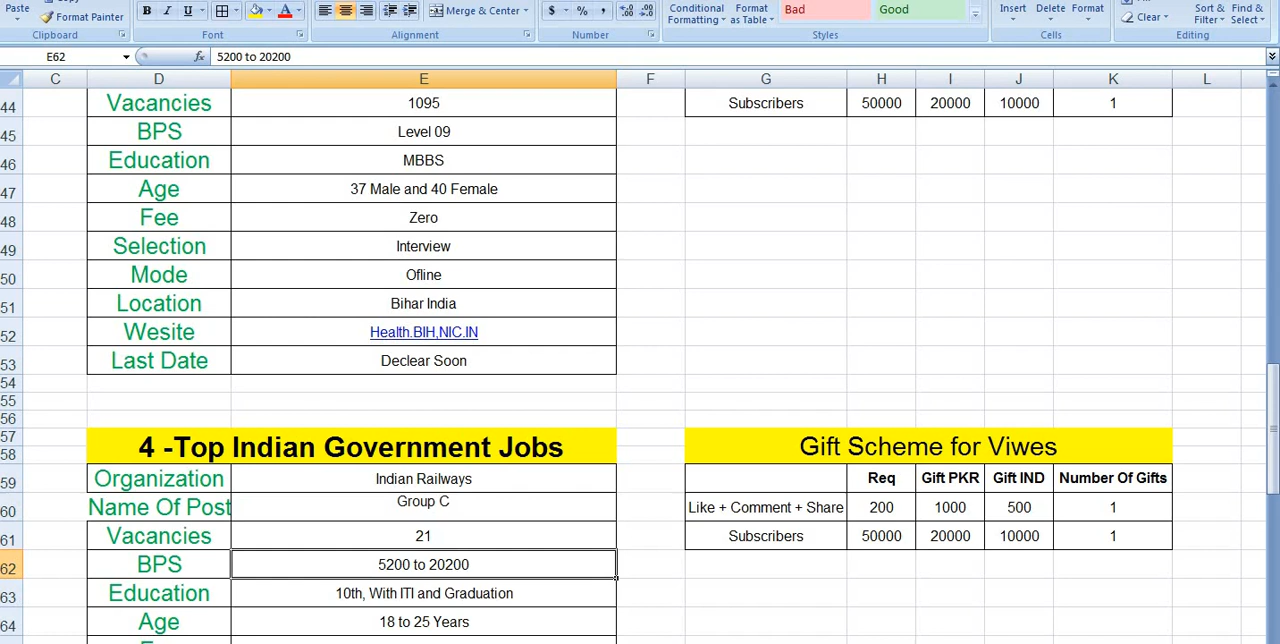 Paste
Format Painter
B I U
Merge & Center
$ % ,
Conditional Formatting
Format as Table
Bad
Good
Insert
Delete
Format
Clear
Sort & Filter
Find & Select
Clipboard
Font
Alignment
Number
Styles
Cells
Editing
E62
fx 5200 to 20200
C D E F G H I J K L
44 Vacancies 1095 Subscribers 50000 20000 10000 1
45 BPS Level 09
46 Education MBBS
47 Age 37 Male and 40 Female
48 Fee Zero
49 Selection Interview
50 Mode Ofline
51 Location Bihar India
52 Wesite Health.BIH,NIC.IN
53 Last Date Declear Soon
54
55
56
57
58 4 -Top Indian Government Jobs Gift Scheme for Viwes
59 Organization Indian Railways Req Gift PKR Gift IND Number Of Gifts
60 Name Of Post Group C Like + Comment + Share 200 1000 500 1
61 Vacancies 21 Subscribers 50000 20000 10000 1
62 BPS 5200 to 20200
63 Education 10th, With ITI and Graduation
64 Age 18 to 25 Years